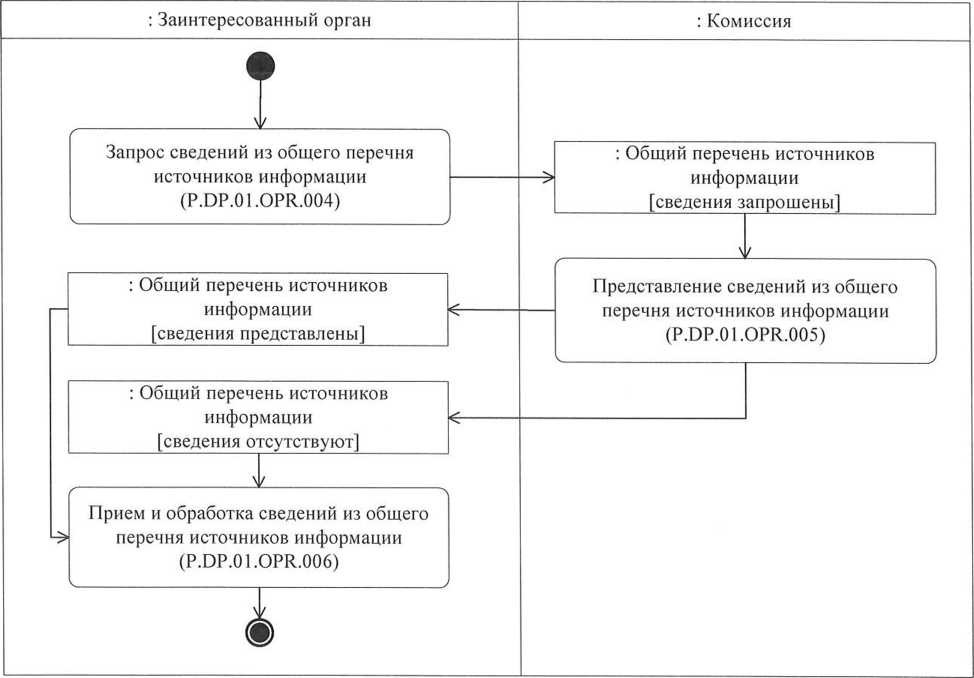 : Заинтересованный орган
: Комиссия
Запрос сведений из общего перечня
источников информации
(P.DP.01.OPR.004)
: Общий перечень источников
информации
[сведения запрошены]
Представление сведений из общего
перечня источников информации
(P.DP.01.OPR.005)
: Общий перечень источников
информации
[сведения представлены]
: Общий перечень источников
информации
[сведения отсутствуют]
Прием и обработка сведений из общего
перечня источников информации
(P.DP.01.OPR.006)